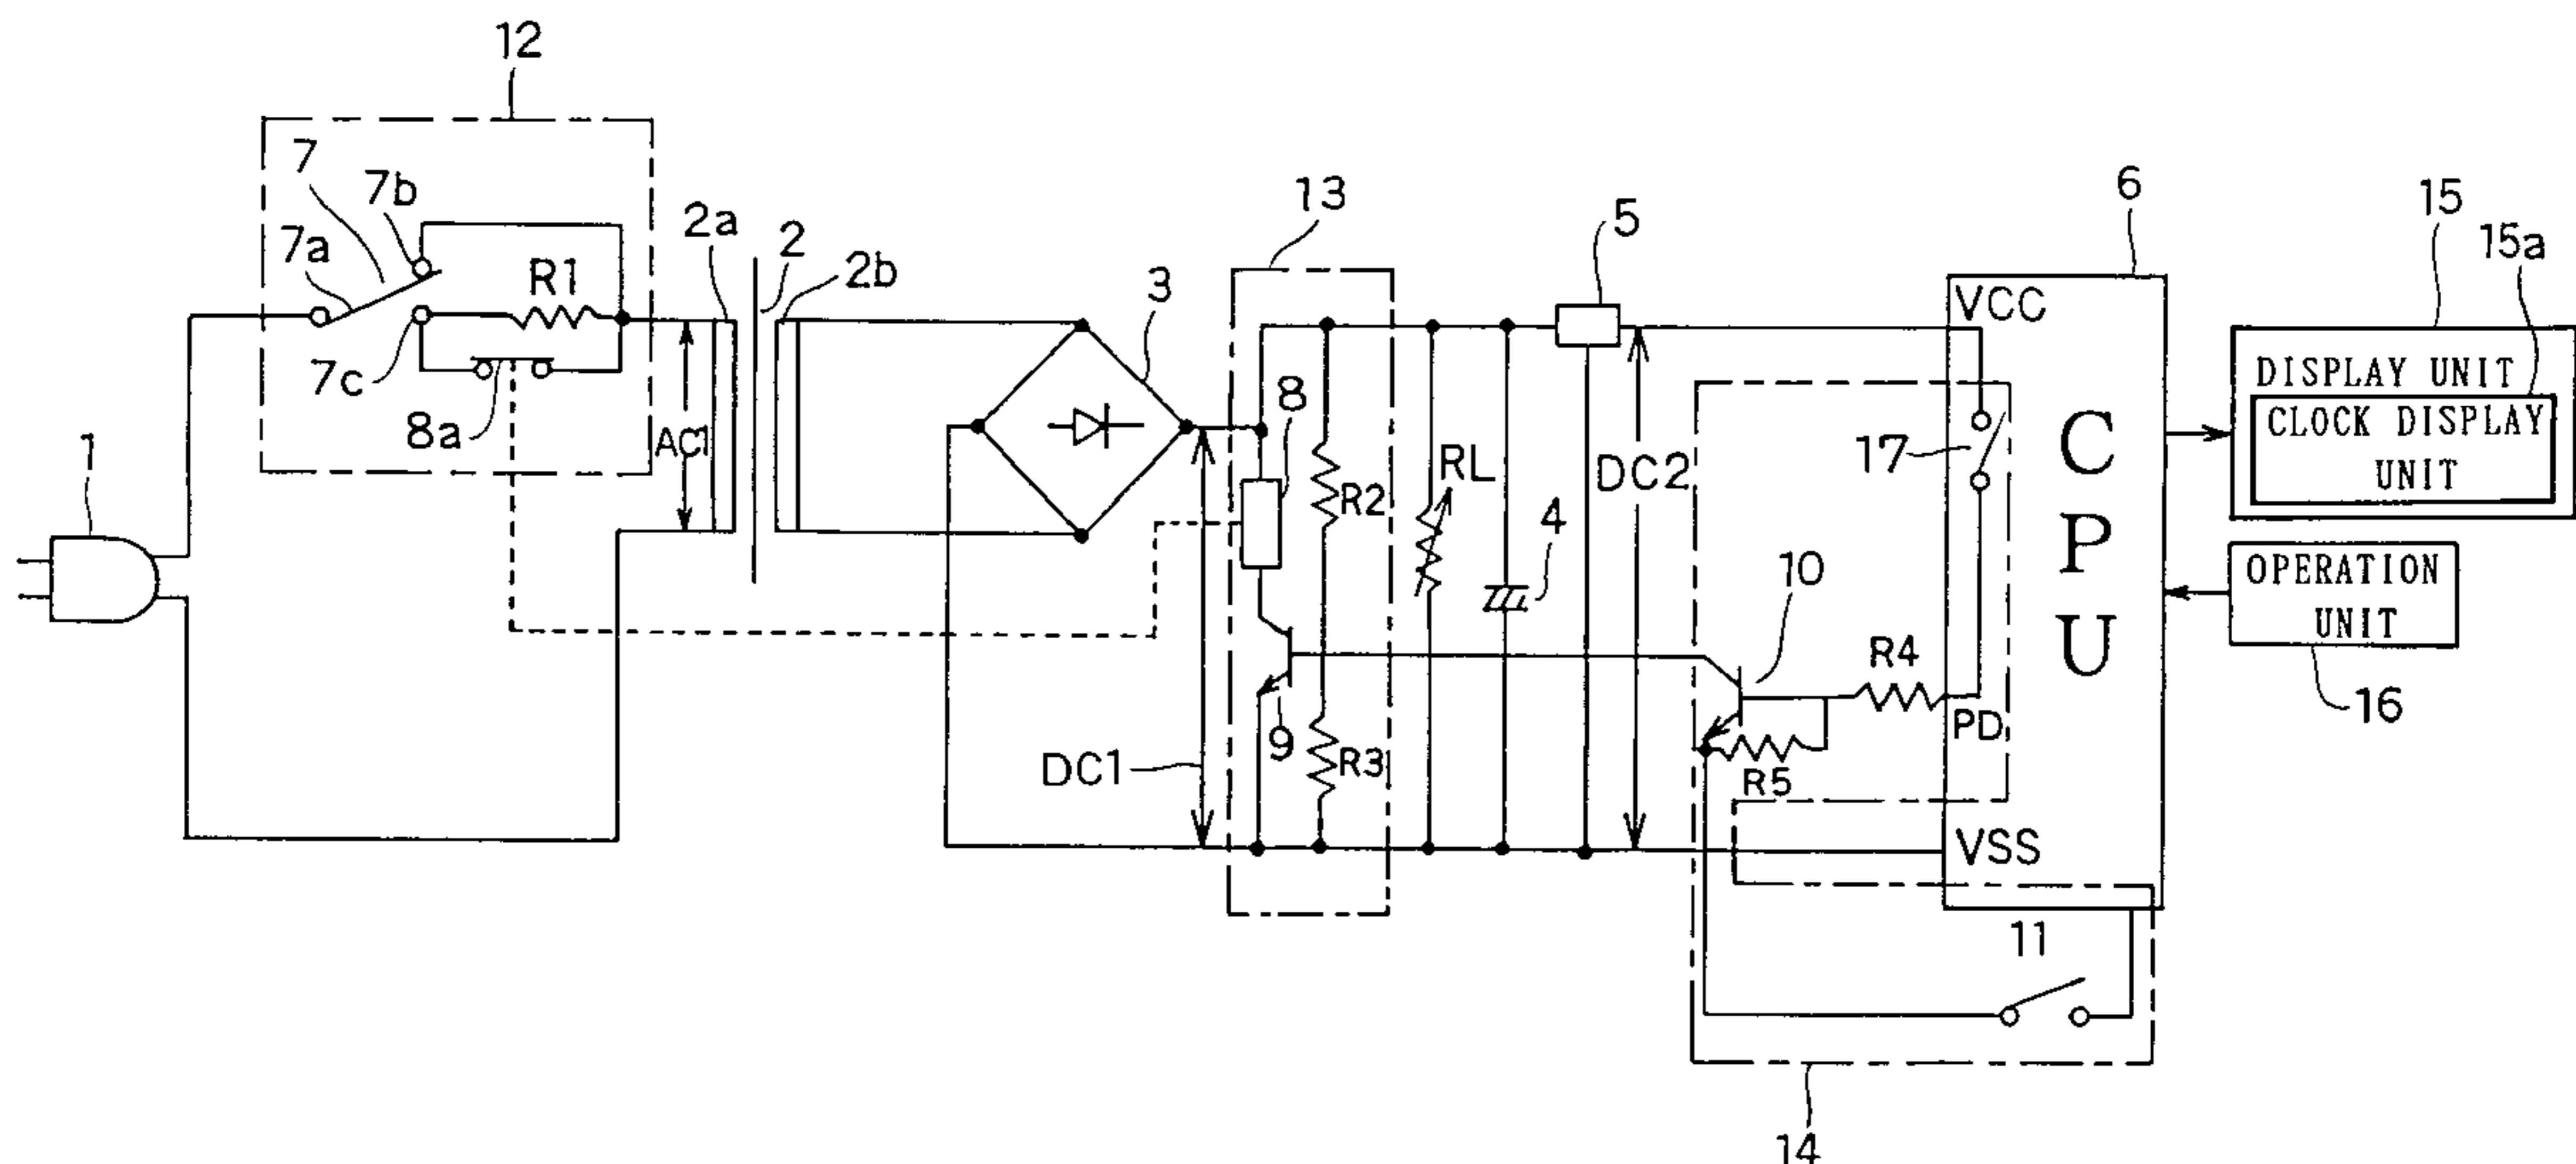 12
7
7b
7a
R1
7c
8a
2a
2
2b
AC1
1
3
13
8
R2
9
R3
DC1
RL
4
5
DC2
10
R4
R5
17
6
VCC
CPU
PD
VSS
11
14
15
15a
DISPLAY UNIT
CLOCK DISPLAY
UNIT
OPERATION
UNIT
16